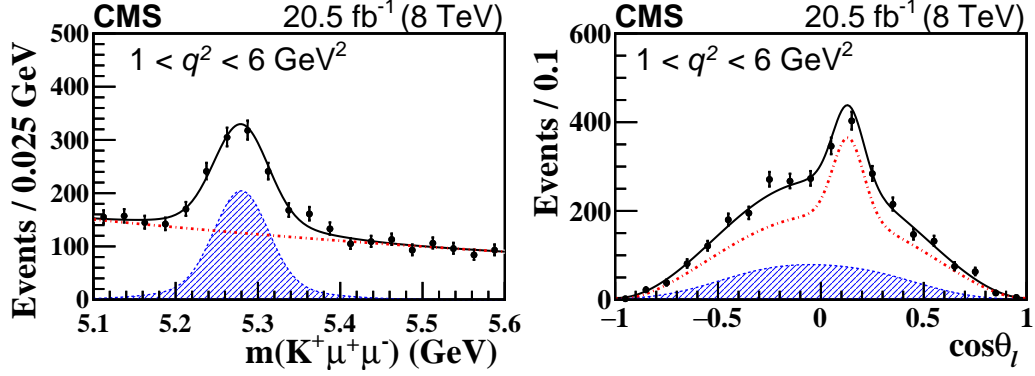 CMS 20.5 fb⁻¹ (8 TeV)
1 < q² < 6 GeV²
Events / 0.025 GeV
500
400
300
200
100
0
5.1 5.2 5.3 5.4 5.5 5.6
m(K⁺μ⁺μ⁻) (GeV)
CMS 20.5 fb⁻¹ (8 TeV)
1 < q² < 6 GeV²
Events / 0.1
600
400
200
0
−1 −0.5 0 0.5 1
cosθₗ